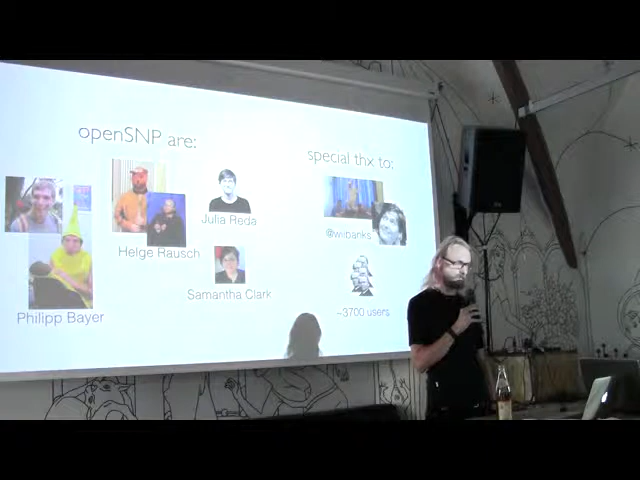 openSNP are:
special thx to:
Julia Reda
@wilbanks
Helge Rausch
Samantha Clark
Philipp Bayer
~3700 users